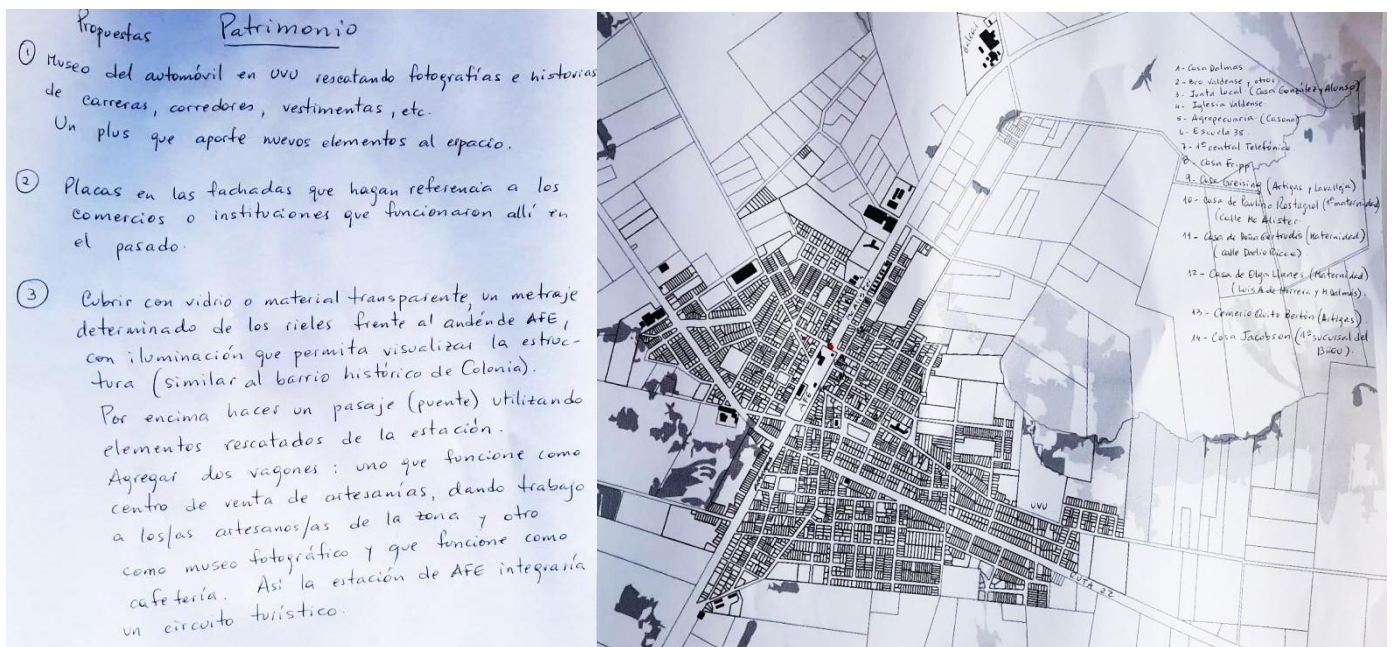 Propuestas Patrimonio
① Museo del automóvil en UVU rescatando fotografías e historias
de carreras, corredores, vestimentas, etc.
Un plus que aporte nuevos elementos al espacio.
② Placas en las fachadas que hagan referencia a los
comercios o instituciones que funcionaron allí en
el pasado.
③ Cubrir con vidrio o material transparente, un metraje
determinado de los rieles frente al andénde AFE,
con iluminación que permita visualizar la estruc-
tura (similar al barrio histórico de Colonia).
Por encima hacer un pasaje (puente) utilizando
elementos rescatados de la estación.
Agregar dos vagones: uno que funcione como
centro de venta de artesanías, dando trabajo
a los/as artesanos/as de la zona y otro
como museo fotográfico y que funcione como
cafetería. Así la estación de AFE integraría
un circuito turístico.
1- Casa Dalmas
2- Bco Valdense y otros
3- Junta Local (Casa González y Alonso)
4- Iglesia Valdense
5- Agropecuaria (Casona)
6- Escuela 35
7- 1ª central Telefónica
8- Casa Fripp
9- Casa Greising (Artigas y Lavalleja)
10- Casa de Paulino Rostagnol (1ª maternidad)
(Calle Mc Alister
11- Casa de Doña Gertrudis (Maternidad)
(calle Darío Ricca)
12- Casa de Olga Llanes (Maternidad)
(Luis A. de Herrera y H. Dalmás).
13- Comercio Quito Bertón (Artigas)
14- Casa Jacobsen (1ª sucursal del
BROU).
AFE
UVU
RUTA 22